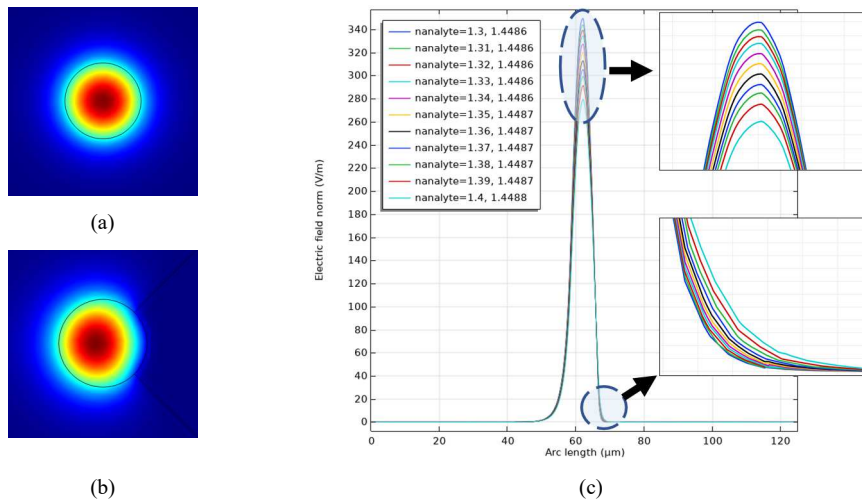 (a)
(b)
360
340
320
300
280
260
240
220
200
180
160
140
120
100
80
60
40
20
0
Electric field norm (V/m)
nanalyte=1.3, 1.4486
nanalyte=1.31, 1.4486
nanalyte=1.32, 1.4486
nanalyte=1.33, 1.4486
nanalyte=1.34, 1.4486
nanalyte=1.35, 1.4487
nanalyte=1.36, 1.4487
nanalyte=1.37, 1.4487
nanalyte=1.38, 1.4487
nanalyte=1.39, 1.4487
nanalyte=1.4, 1.4488
0 20 40 60 80 100 120
Arc length (μm)
(c)